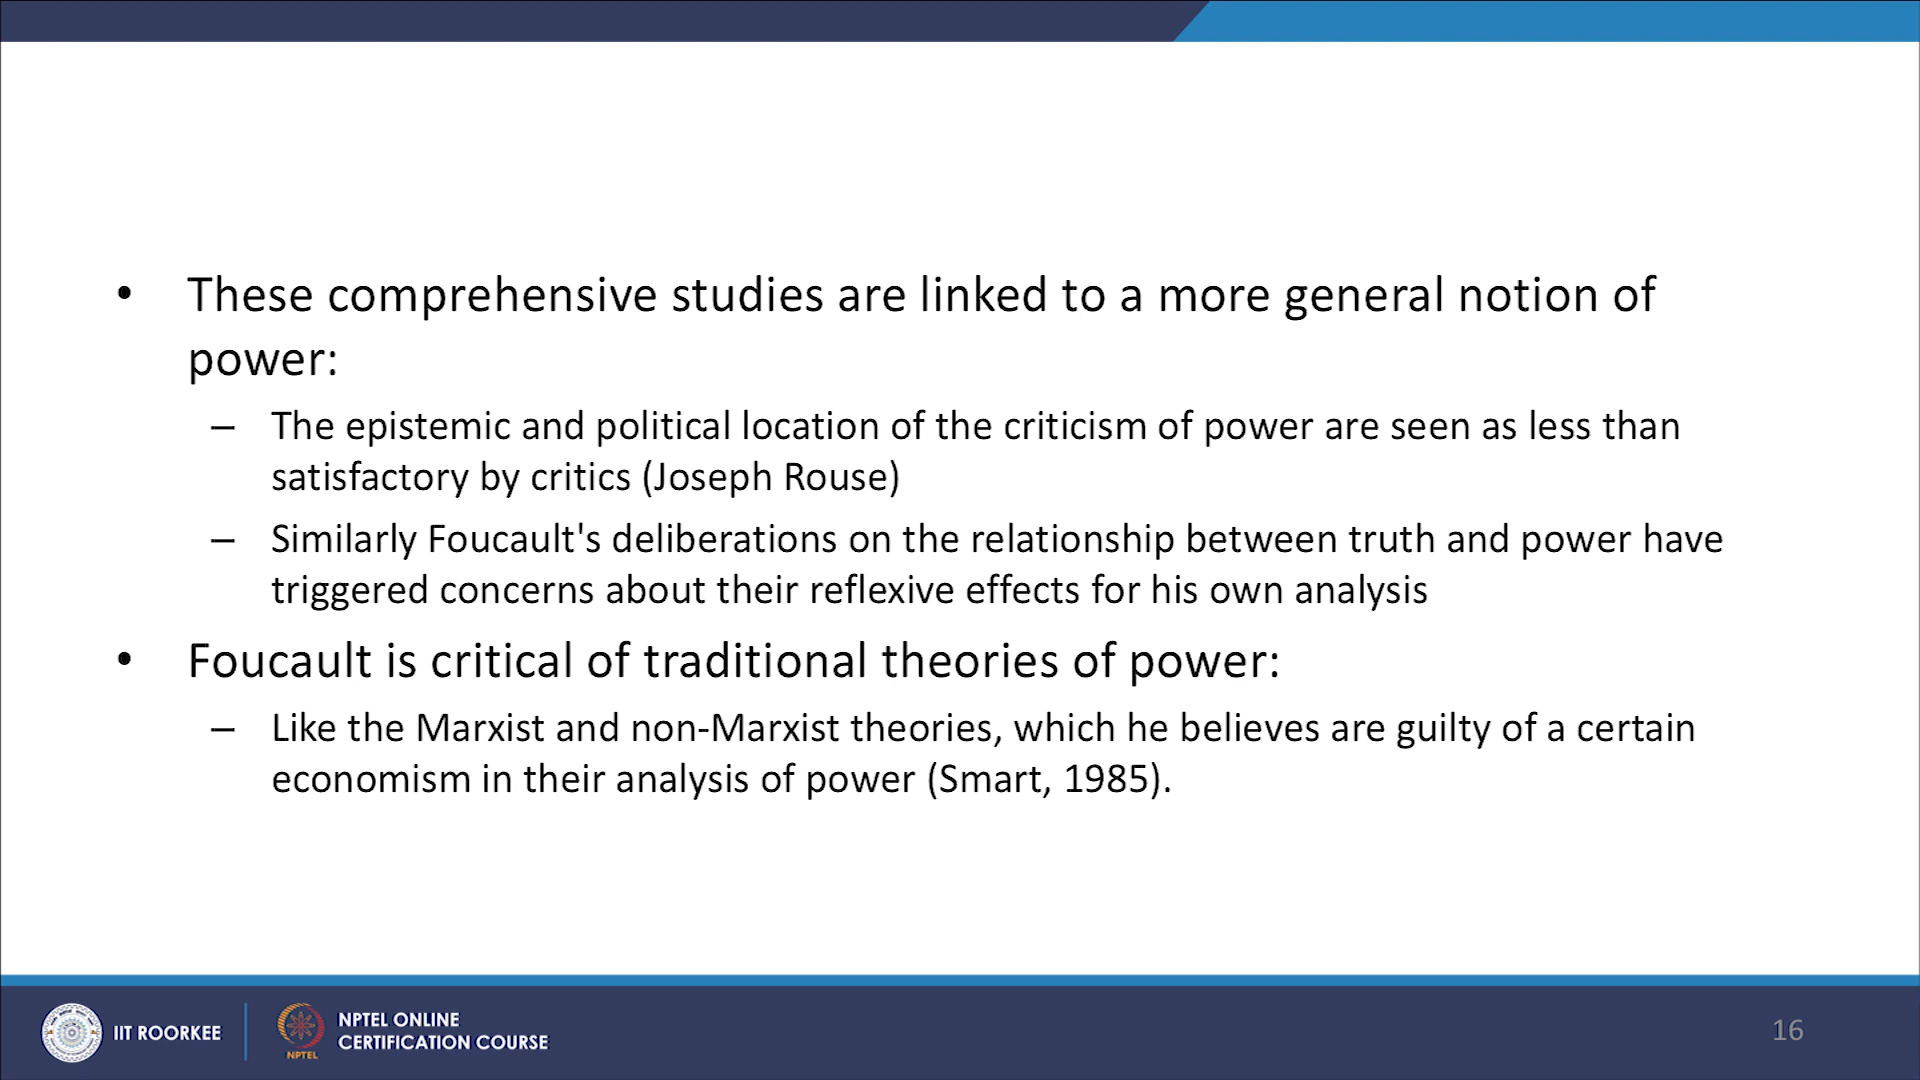 • These comprehensive studies are linked to a more general notion of
power:
– The epistemic and political location of the criticism of power are seen as less than
satisfactory by critics (Joseph Rouse)
– Similarly Foucault's deliberations on the relationship between truth and power have
triggered concerns about their reflexive effects for his own analysis
• Foucault is critical of traditional theories of power:
– Like the Marxist and non-Marxist theories, which he believes are guilty of a certain
economism in their analysis of power (Smart, 1985).
IIT ROORKEE
NPTEL
NPTEL ONLINE
CERTIFICATION COURSE
16